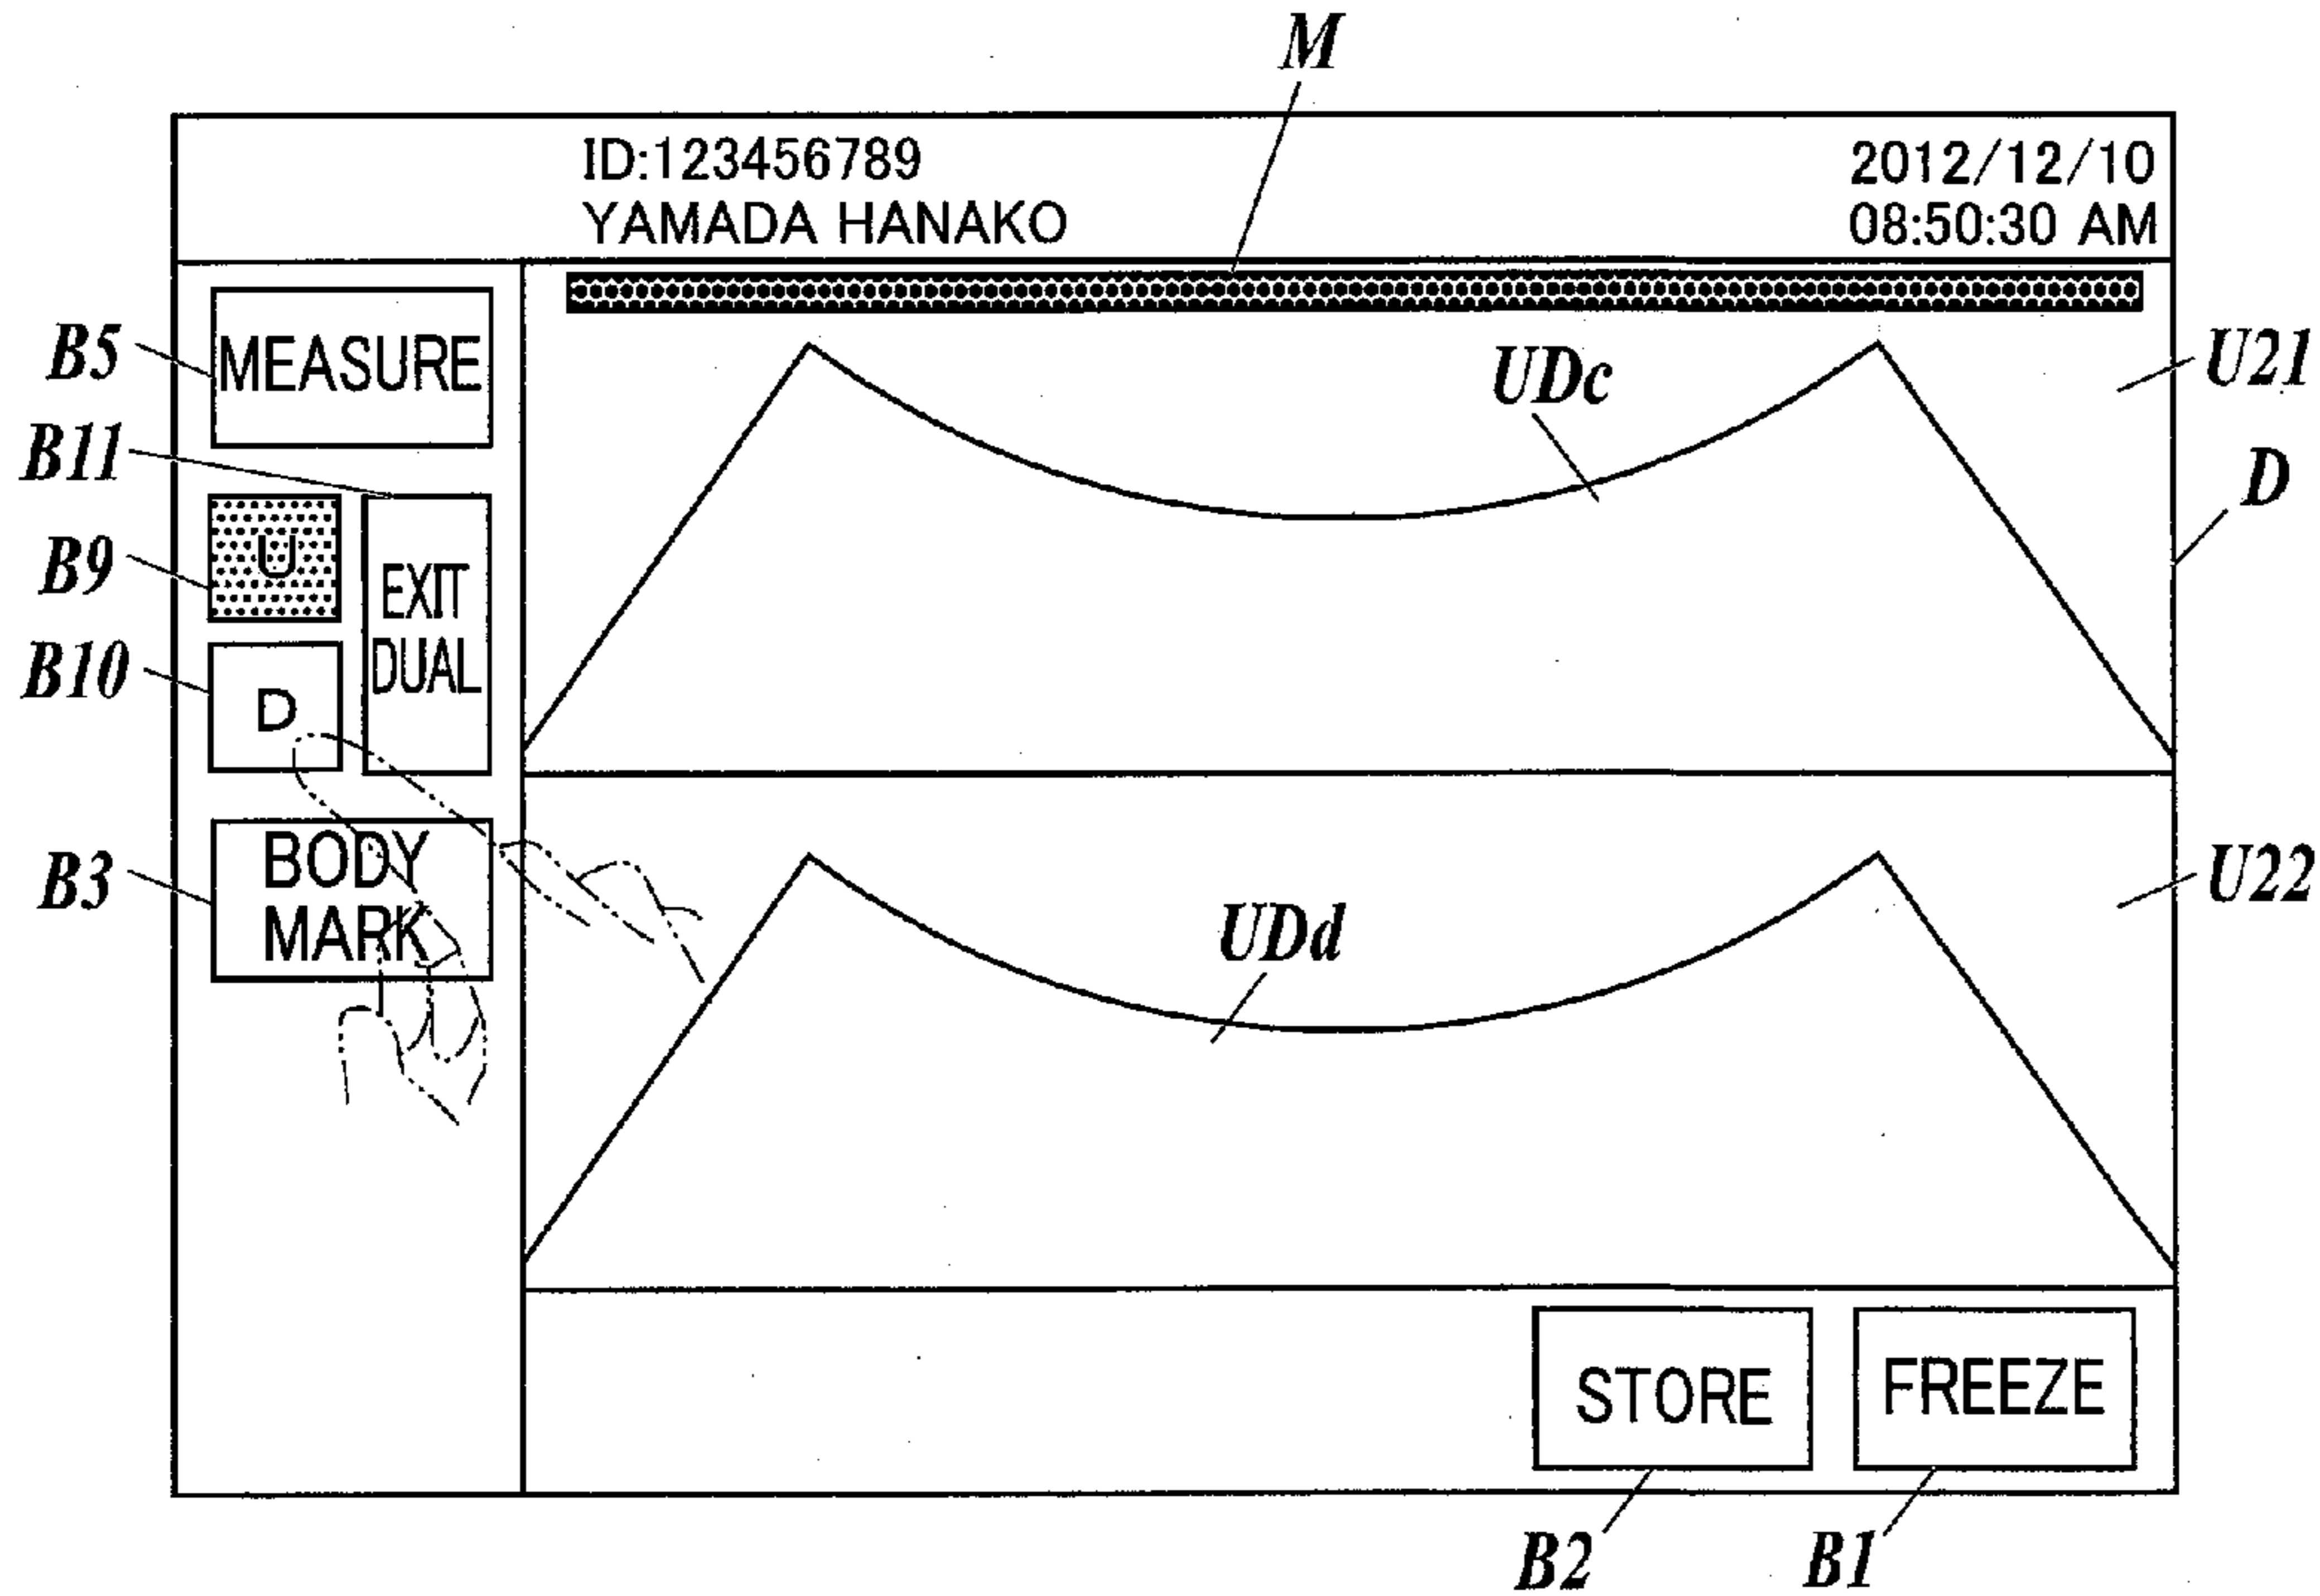 M
ID:123456789
YAMADA HANAKO
2012/12/10
08:50:30 AM
B5
MEASURE
UDc
U21
B11
D
B9
U
EXIT
DUAL
B10
D
B3
BODY
MARK
UDd
U22
STORE
FREEZE
B2
B1